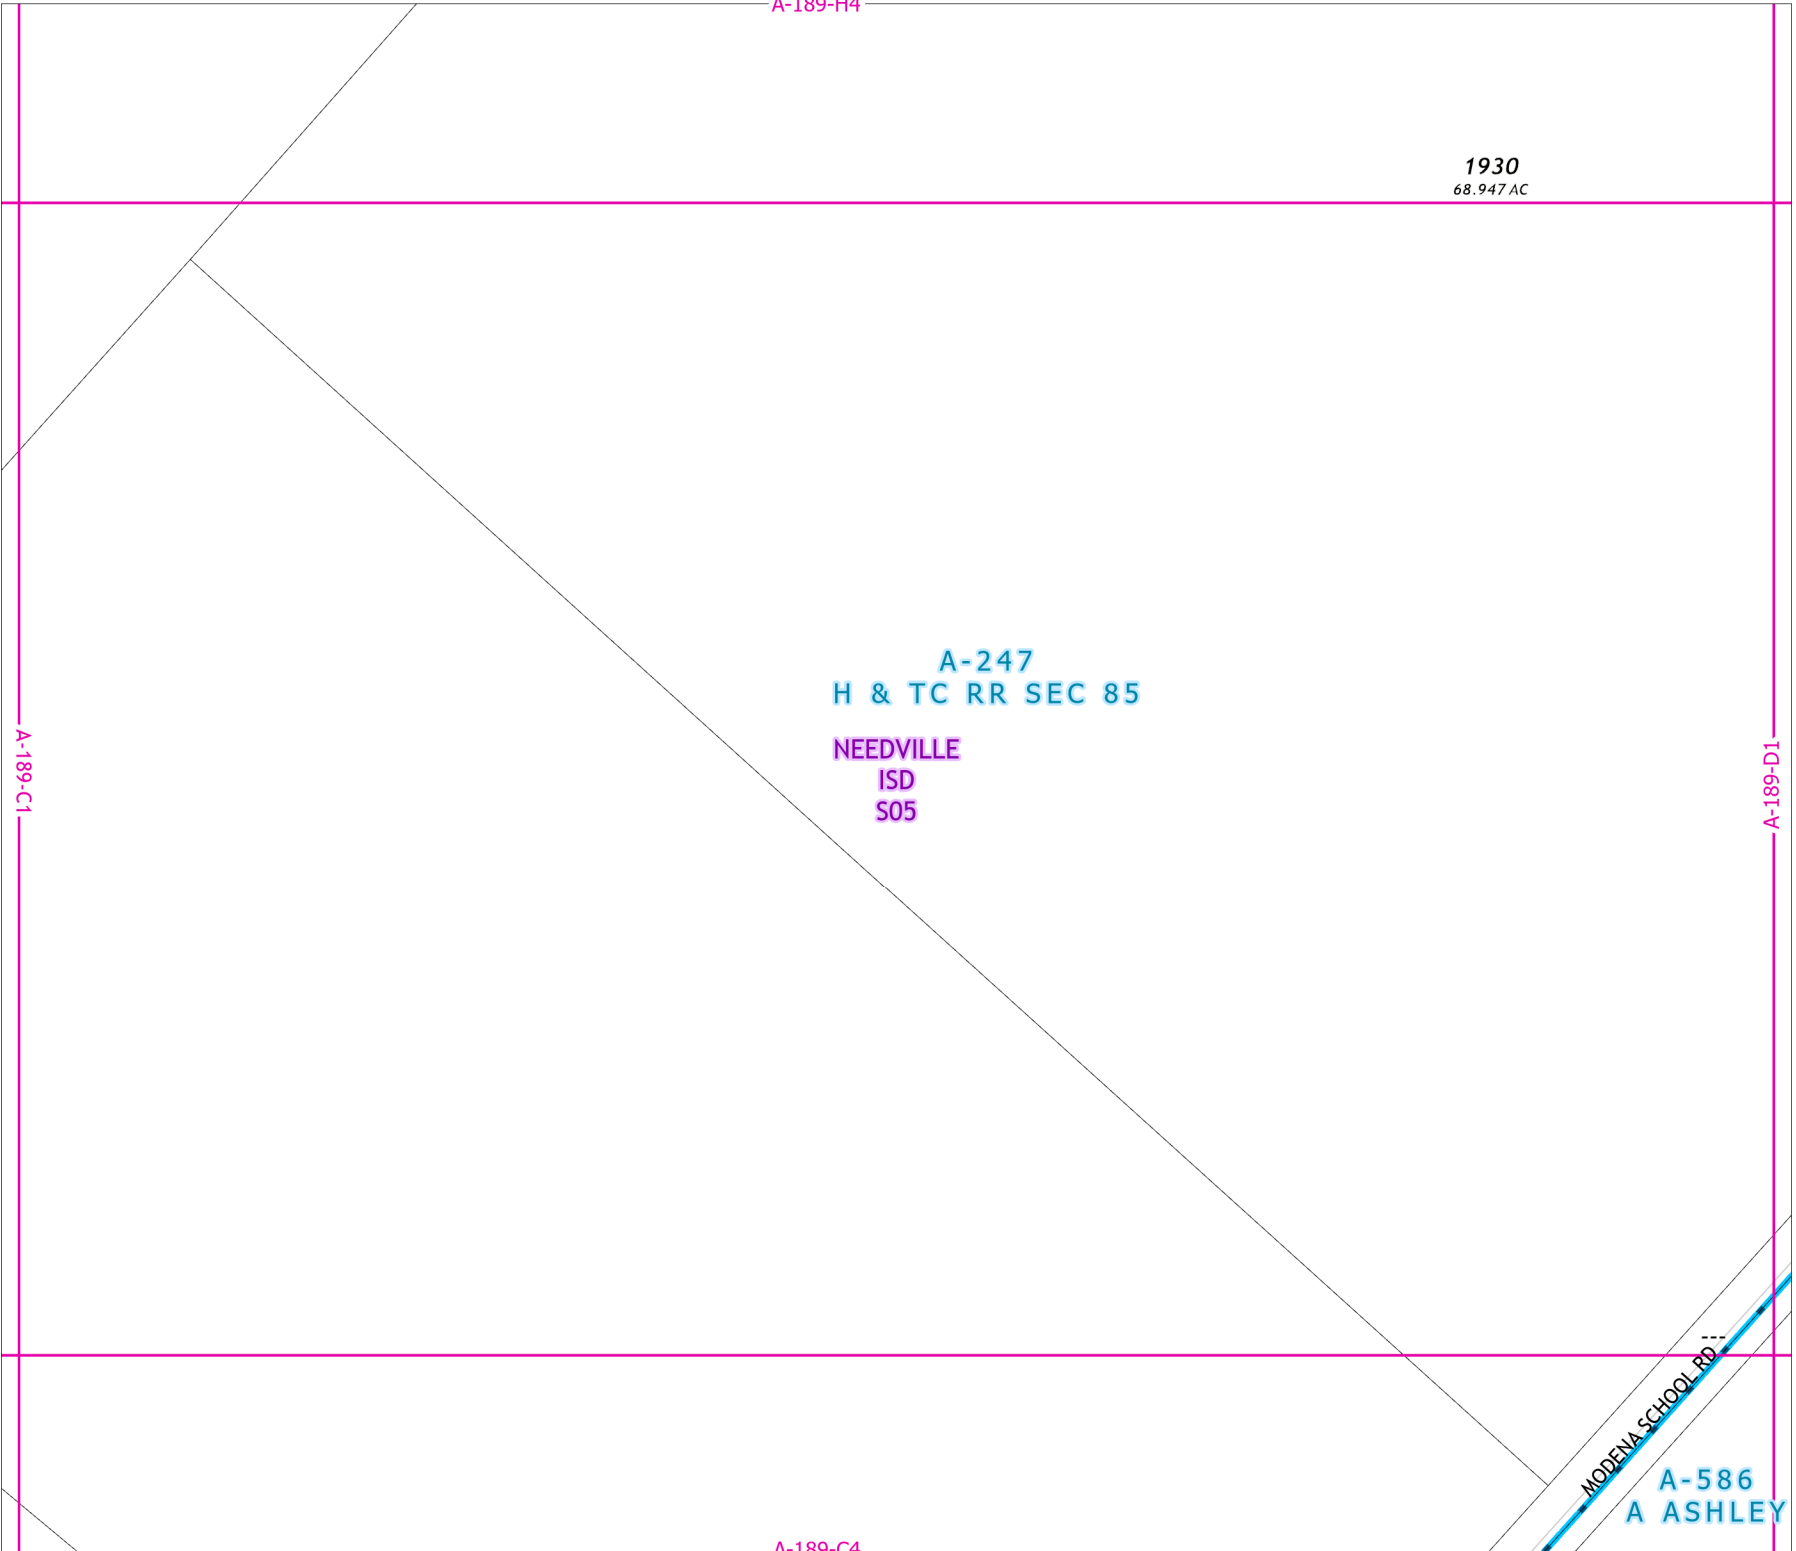 A-189-H4
1930
68.947 AC
A-247
H & TC RR SEC 85
NEEDVILLE
ISD
S05
A-189-C1
A-189-D1
---
MODENA SCHOOL RD
A-586
A ASHLEY
A-189-C4